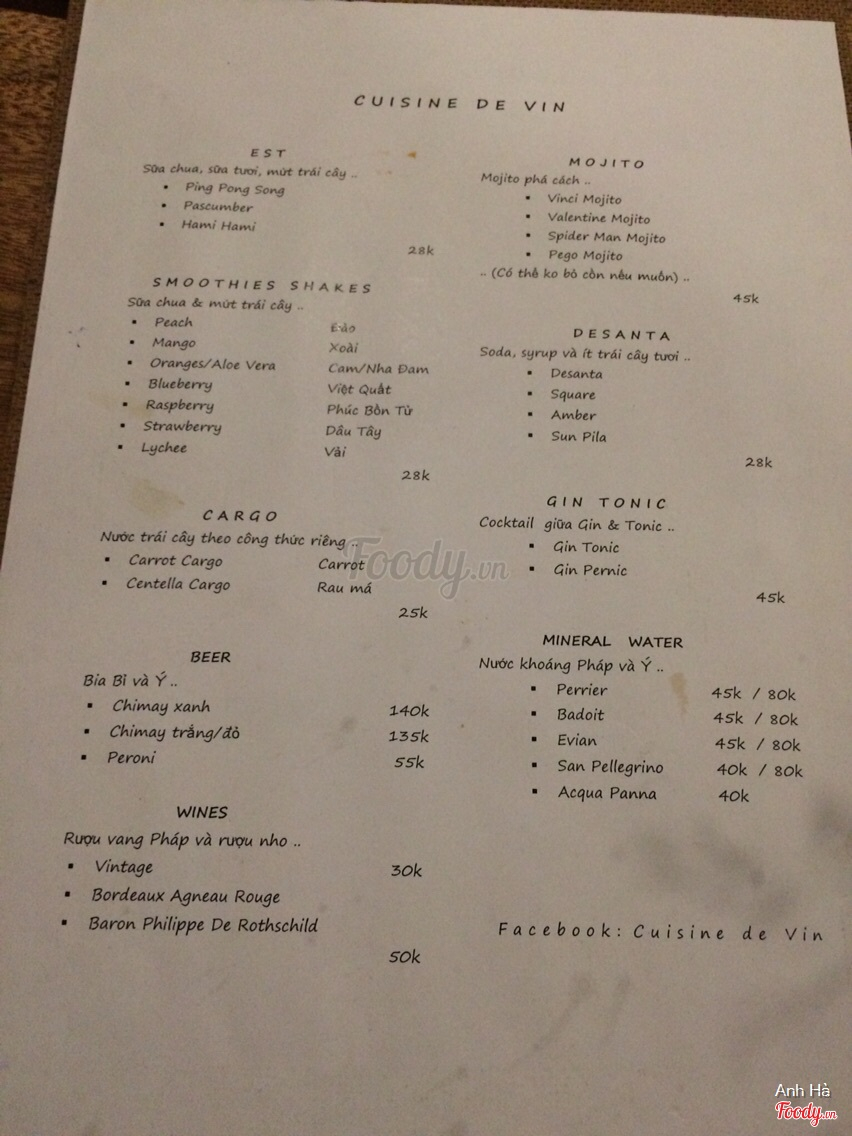 CUISINE DE VIN
EST
Sữa chua, sữa tươi, mứt trái cây ..
▪ Ping Pong Song
▪ Pascumber
▪ Hami Hami
28k
SMOOTHIES SHAKES
Sữa chua & mứt trái cây ..
▪ Peach Đào
▪ Mango Xoài
▪ Oranges/Aloe Vera Cam/Nha Đam
▪ Blueberry Việt Quất
▪ Raspberry Phúc Bồn Tử
▪ Strawberry Dâu Tây
▪ Lychee Vải
28k
CARGO
Nước trái cây theo công thức riêng ..
▪ Carrot Cargo Carrot
▪ Centella Cargo Rau má
25k
BEER
Bia Bỉ và Ý ..
▪ Chimay xanh 140k
▪ Chimay trắng/đỏ 135k
▪ Peroni 55k
WINES
Rượu vang Pháp và rượu nho ..
▪ Vintage 30k
▪ Bordeaux Agneau Rouge
▪ Baron Philippe De Rothschild
50k
MOJITO
Mojito phá cách ..
▪ Vinci Mojito
▪ Valentine Mojito
▪ Spider Man Mojito
▪ Pego Mojito
.. (Có thể ko bỏ cồn nếu muốn) ..
45k
DESANTA
Soda, syrup và ít trái cây tươi ..
▪ Desanta
▪ Square
▪ Amber
▪ Sun Pila
28k
GIN TONIC
Cocktail giữa Gin & Tonic ..
▪ Gin Tonic
▪ Gin Pernic
45k
MINERAL WATER
Nước khoáng Pháp và Ý ..
▪ Perrier 45k / 80k
▪ Badoit 45k / 80k
▪ Evian 45k / 80k
▪ San Pellegrino 40k / 80k
▪ Acqua Panna 40k
Facebook: Cuisine de Vin
Foody.vn
Anh Hà
Foody.vn